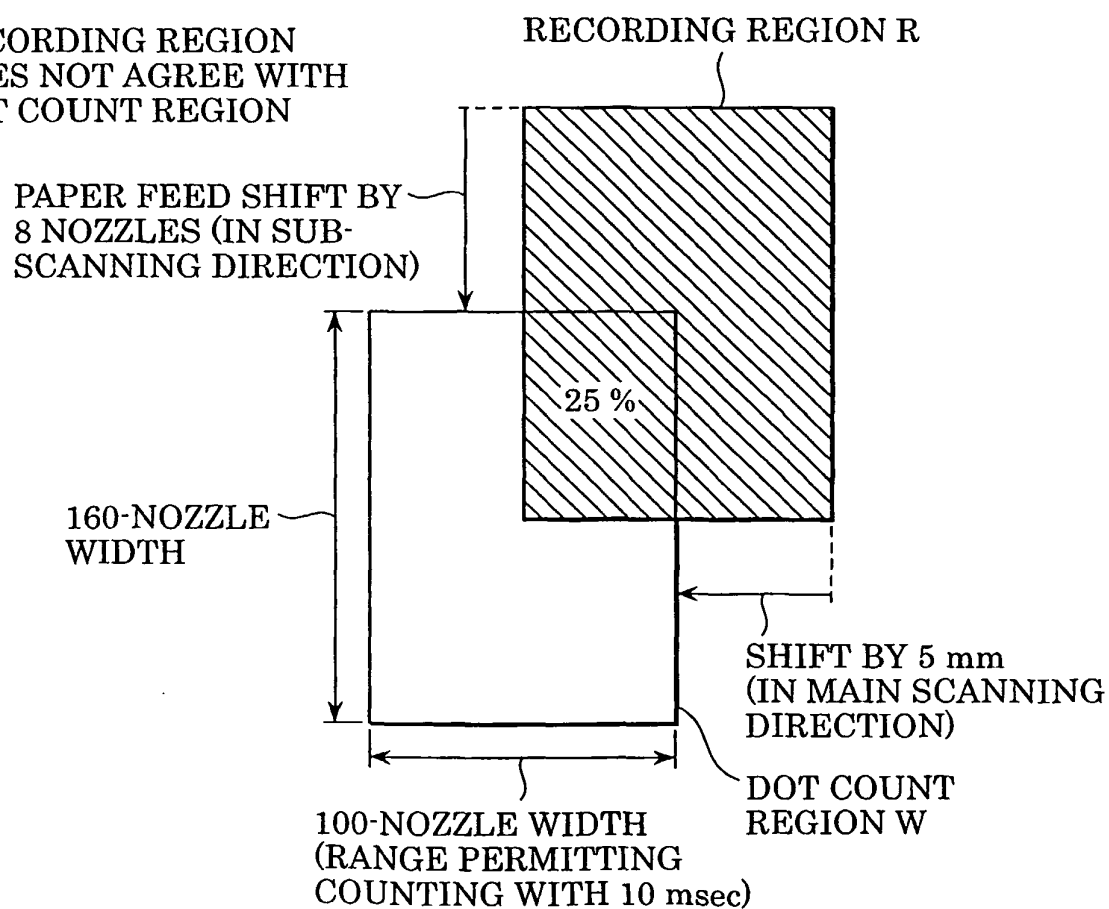 CORDING REGION
ES NOT AGREE WITH
T COUNT REGION
RECORDING REGION R
PAPER FEED SHIFT BY
8 NOZZLES (IN SUB-
SCANNING DIRECTION)
25 %
160-NOZZLE
WIDTH
SHIFT BY 5 mm
(IN MAIN SCANNING
DIRECTION)
DOT COUNT
REGION W
100-NOZZLE WIDTH
(RANGE PERMITTING
COUNTING WITH 10 msec)